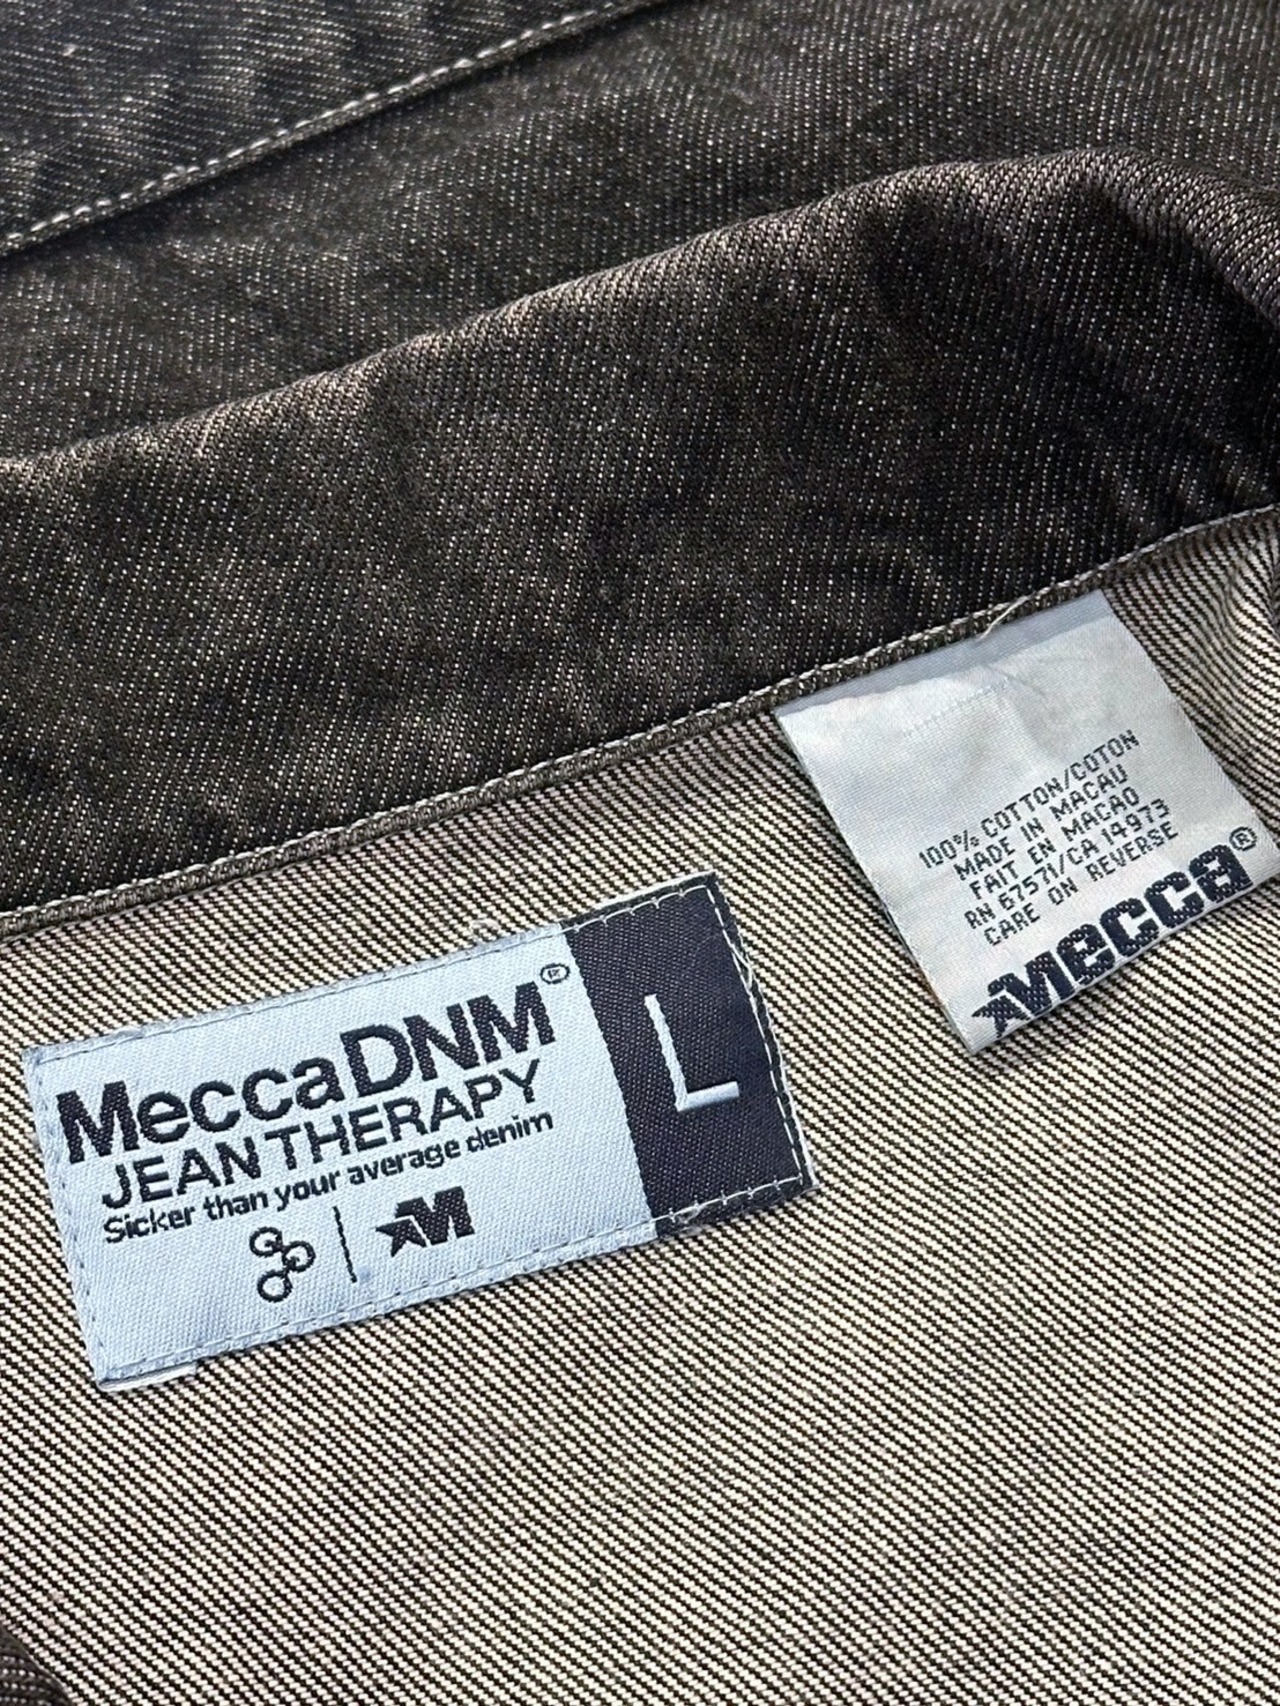 100% COTTON/COTON
MADE IN MACAU
FAIT EN MACAO
RN 67571/CA 14973
CARE ON REVERSE
Mecca®
MeccaDNM®
JEAN THERAPY
Sicker than your average denim
M
L